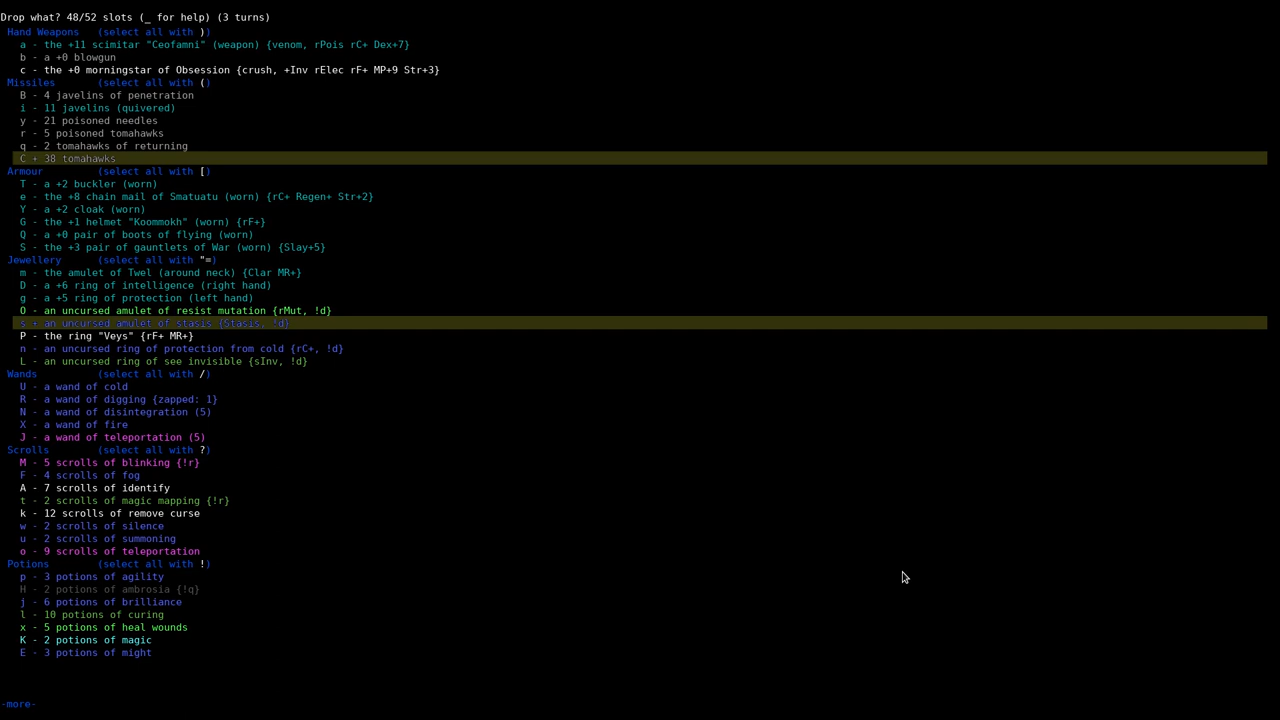 Drop what? 48/52 slots (_ for help) (3 turns)
Hand Weapons   (select all with ))
a - the +11 scimitar "Ceofamni" (weapon) {venom, rPois rC+ Dex+7}
b - a +0 blowgun
c - the +0 morningstar of Obsession {crush, +Inv rElec rF+ MP+9 Str+3}
Missiles       (select all with ()
B - 4 javelins of penetration
i - 11 javelins (quivered)
y - 21 poisoned needles
r - 5 poisoned tomahawks
q - 2 tomahawks of returning
C + 38 tomahawks
Armour         (select all with [)
T - a +2 buckler (worn)
e - the +8 chain mail of Smatuatu (worn) {rC+ Regen+ Str+2}
Y - a +2 cloak (worn)
G - the +1 helmet "Koommokh" (worn) {rF+}
Q - a +0 pair of boots of flying (worn)
S - the +3 pair of gauntlets of War (worn) {Slay+5}
Jewellery      (select all with "=)
m - the amulet of Twel (around neck) {Clar MR+}
D - a +6 ring of intelligence (right hand)
g - a +5 ring of protection (left hand)
O - an uncursed amulet of resist mutation {rMut, !d}
s + an uncursed amulet of stasis {Stasis, !d}
P - the ring "Veys" {rF+ MR+}
n - an uncursed ring of protection from cold {rC+, !d}
L - an uncursed ring of see invisible {sInv, !d}
Wands          (select all with /)
U - a wand of cold
R - a wand of digging {zapped: 1}
N - a wand of disintegration (5)
X - a wand of fire
J - a wand of teleportation (5)
Scrolls        (select all with ?)
M - 5 scrolls of blinking {!r}
F - 4 scrolls of fog
A - 7 scrolls of identify
t - 2 scrolls of magic mapping {!r}
k - 12 scrolls of remove curse
w - 2 scrolls of silence
u - 2 scrolls of summoning
o - 9 scrolls of teleportation
Potions        (select all with !)
p - 3 potions of agility
H - 2 potions of ambrosia {!q}
j - 6 potions of brilliance
l - 10 potions of curing
x - 5 potions of heal wounds
K - 2 potions of magic
E - 3 potions of might
-more-